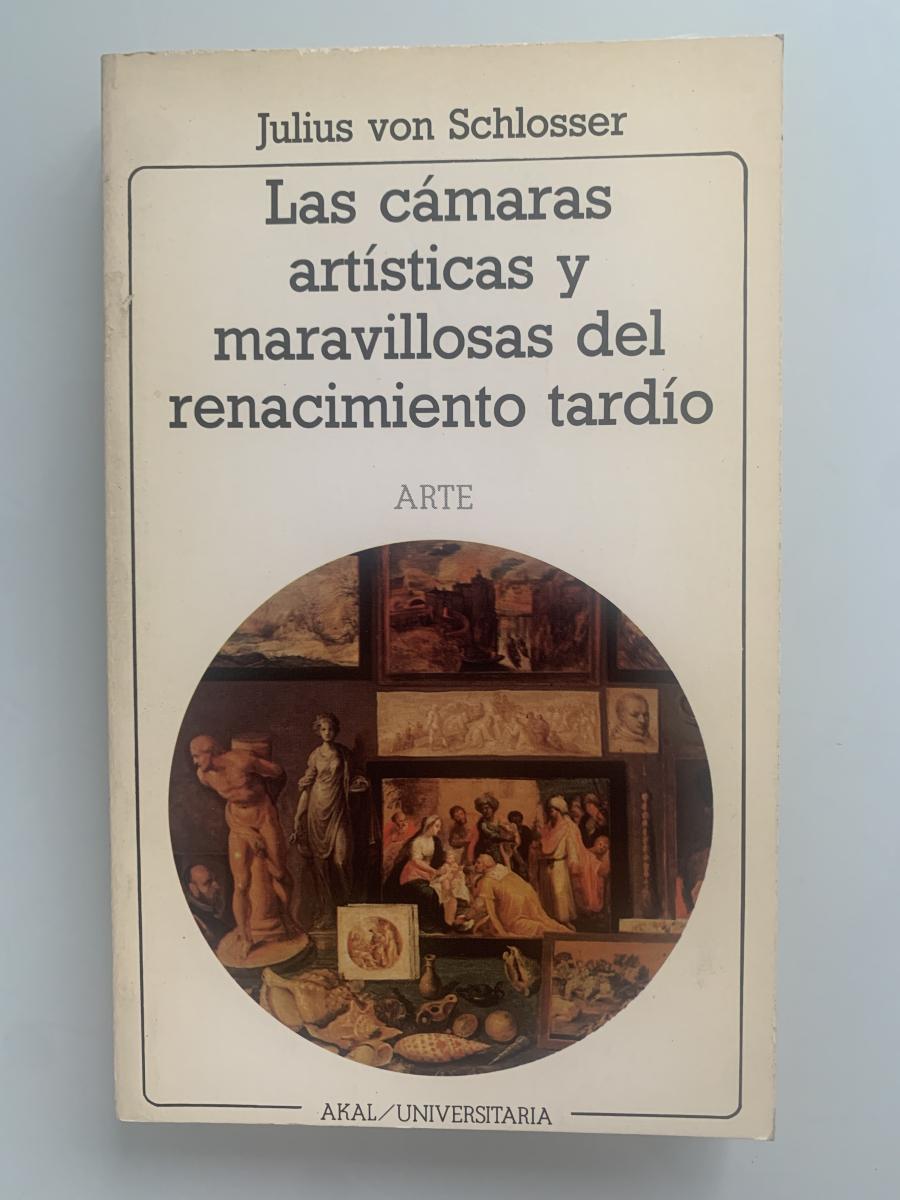 Julius von Schlosser
Las cámaras
artísticas y
maravillosas del
renacimiento tardío
ARTE
AKAL/UNIVERSITARIA